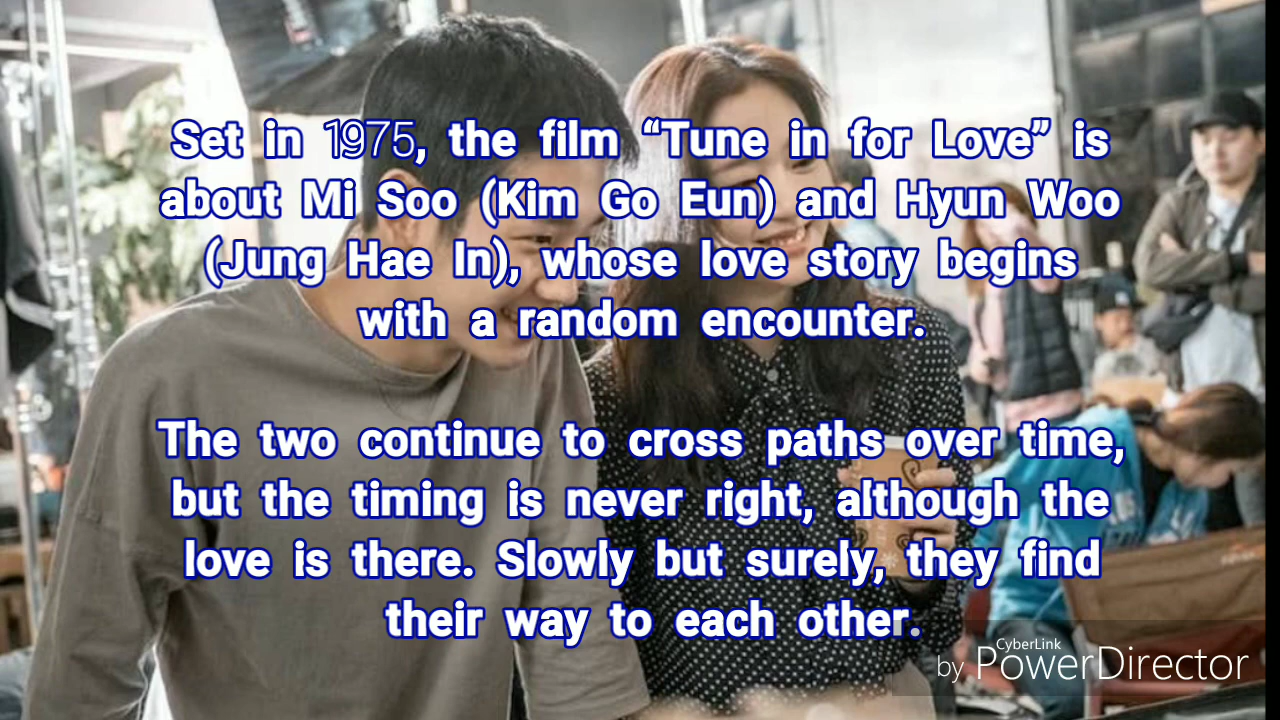 Set in 1975, the film “Tune in for Love” is
about Mi Soo (Kim Go Eun) and Hyun Woo
(Jung Hae In), whose love story begins
with a random encounter.
The two continue to cross paths over time,
but the timing is never right, although the
love is there. Slowly but surely, they find
their way to each other.
CyberLink
by PowerDirector